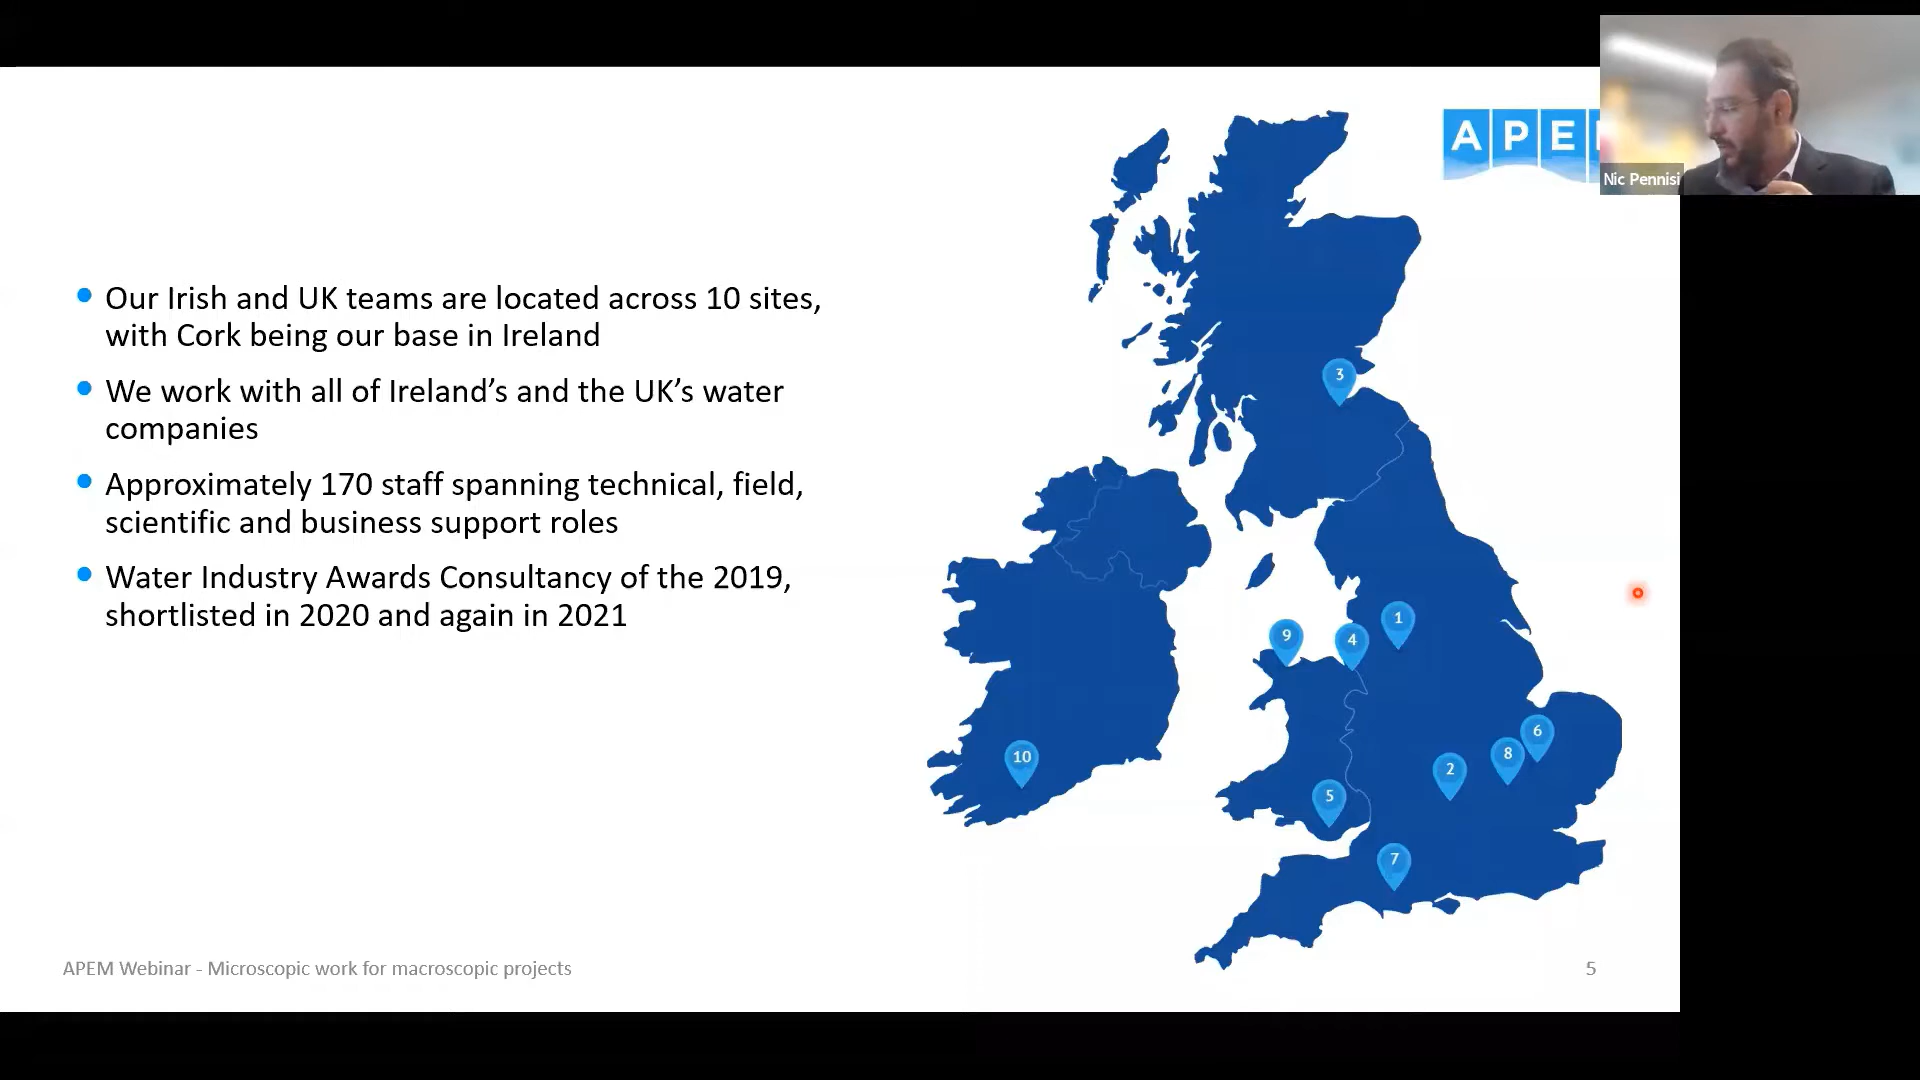 APE
Nic Pennisi
Our Irish and UK teams are located across 10 sites,
with Cork being our base in Ireland
We work with all of Ireland’s and the UK’s water
companies
Approximately 170 staff spanning technical, field,
scientific and business support roles
Water Industry Awards Consultancy of the 2019,
shortlisted in 2020 and again in 2021
3
1
9
4
6
8
10
2
5
7
APEM Webinar - Microscopic work for macroscopic projects
5